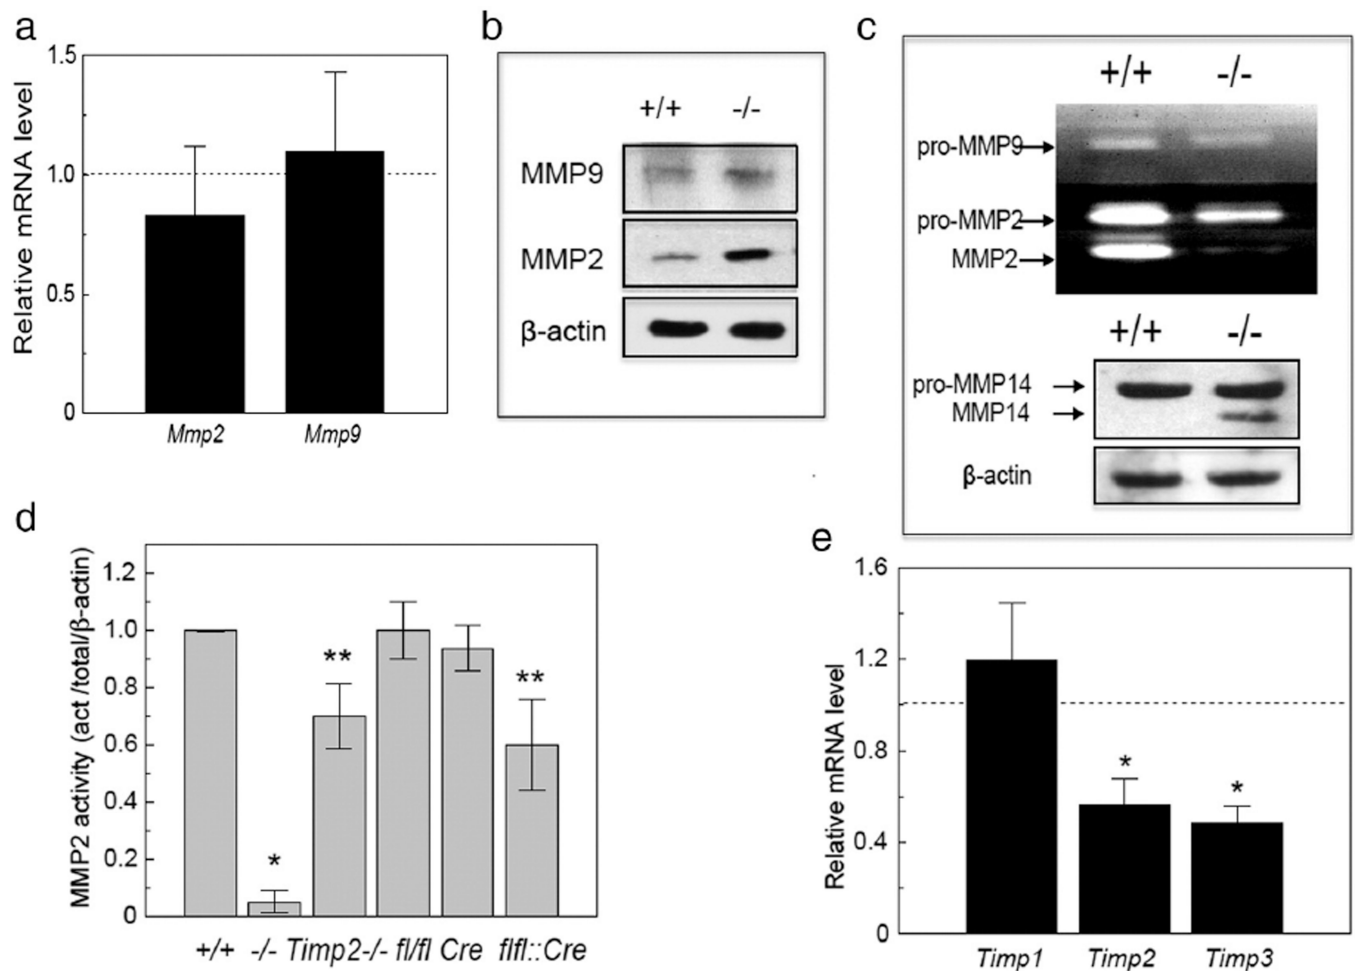 a
1.5
1.0
0.5
0
Relative mRNA level
Mmp2 Mmp9
b
+/+ -/-
MMP9
MMP2
β-actin
c
+/+ -/-
pro-MMP9
pro-MMP2
MMP2
+/+ -/-
pro-MMP14
MMP14
β-actin
d
1.2
1.0
0.8
0.6
0.4
0.2
0
MMP2 activity (act /total/β-actin)
*
**
**
+/+ -/- Timp2-/- fl/fl Cre flfl::Cre
e
1.6
1.2
0.8
0.4
0
Relative mRNA level
*
*
Timp1 Timp2 Timp3